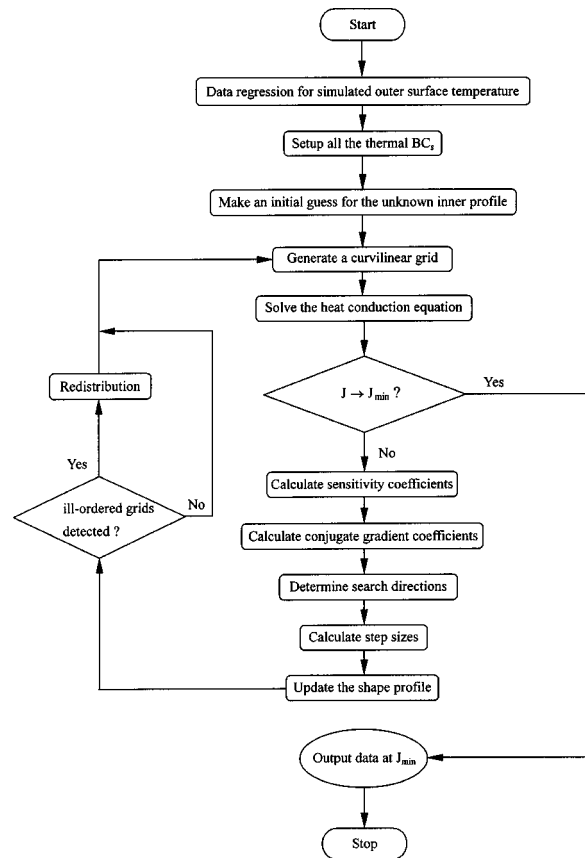 Start
Data regression for simulated outer surface temperature
Setup all the thermal BCs
Make an initial guess for the unknown inner profile
Generate a curvilinear grid
Solve the heat conduction equation
J → Jmin ?
Yes
No
Redistribution
Yes
ill-ordered grids
detected ?
No
Calculate sensitivity coefficients
Calculate conjugate gradient coefficients
Determine search directions
Calculate step sizes
Update the shape profile
Output data at Jmin
Stop